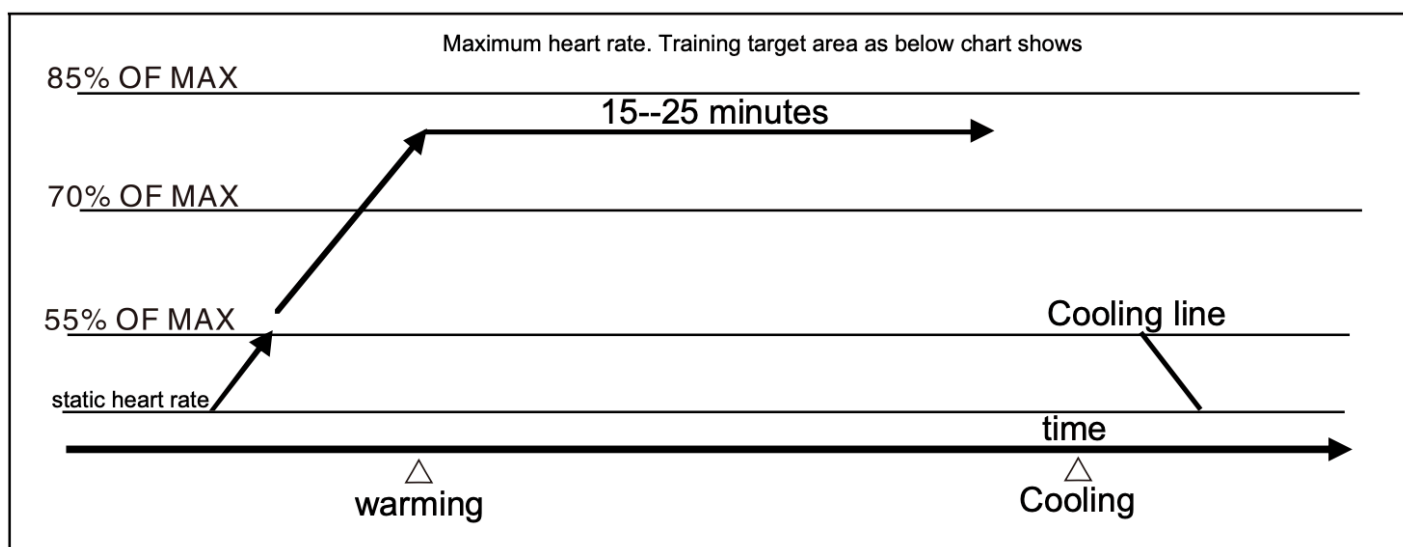 Maximum heart rate. Training target area as below chart shows
85% OF MAX
15--25 minutes
70% OF MAX
55% OF MAX
Cooling line
static heart rate
time
warming
Cooling